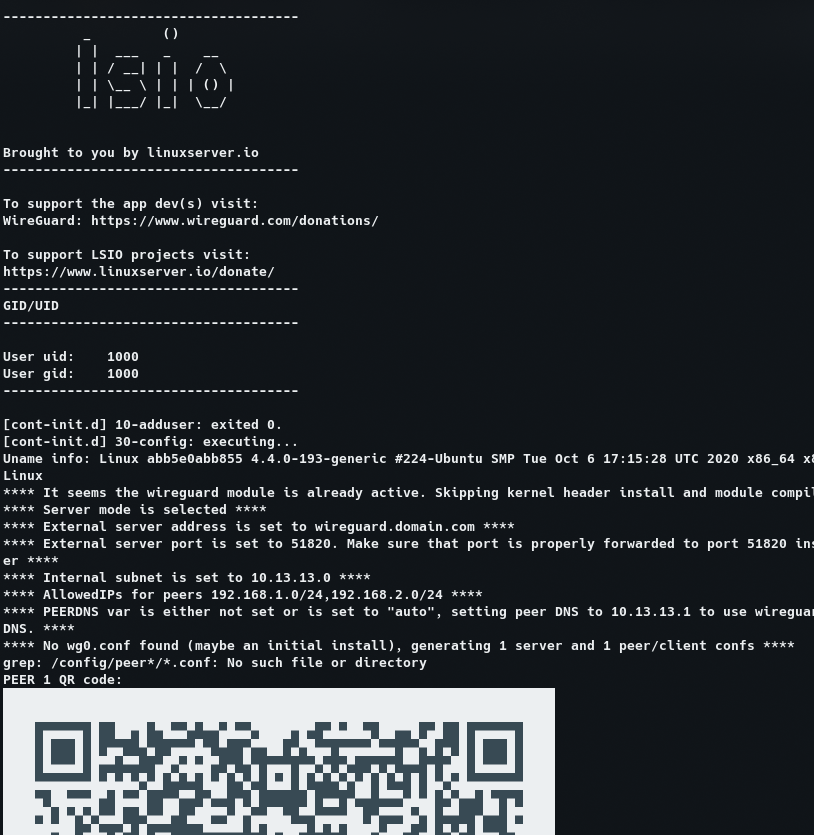 -------------------------------------
          _         ()
         | |  ___   _    __
         | | / __| | |  /  \
         | | \__ \ | | | () |
         |_| |___/ |_|  \__/
Brought to you by linuxserver.io
-------------------------------------
To support the app dev(s) visit:
WireGuard: https://www.wireguard.com/donations/
To support LSIO projects visit:
https://www.linuxserver.io/donate/
-------------------------------------
GID/UID
-------------------------------------
User uid:    1000
User gid:    1000
-------------------------------------
[cont-init.d] 10-adduser: exited 0.
[cont-init.d] 30-config: executing...
Uname info: Linux abb5e0abb855 4.4.0-193-generic #224-Ubuntu SMP Tue Oct 6 17:15:28 UTC 2020 x86_64
Linux
**** It seems the wireguard module is already active. Skipping kernel header install and module
**** Server mode is selected ****
**** External server address is set to wireguard.domain.com ****
**** External server port is set to 51820. Make sure that port is properly forwarded to port 51820
er ****
**** Internal subnet is set to 10.13.13.0 ****
**** AllowedIPs for peers 192.168.1.0/24,192.168.2.0/24 ****
**** PEERDNS var is either not set or is set to "auto", setting peer DNS to 10.13.13.1 to use
DNS. ****
**** No wg0.conf found (maybe an initial install), generating 1 server and 1 peer/client confs ****
grep: /config/peer*/*.conf: No such file or directory
PEER 1 QR code: